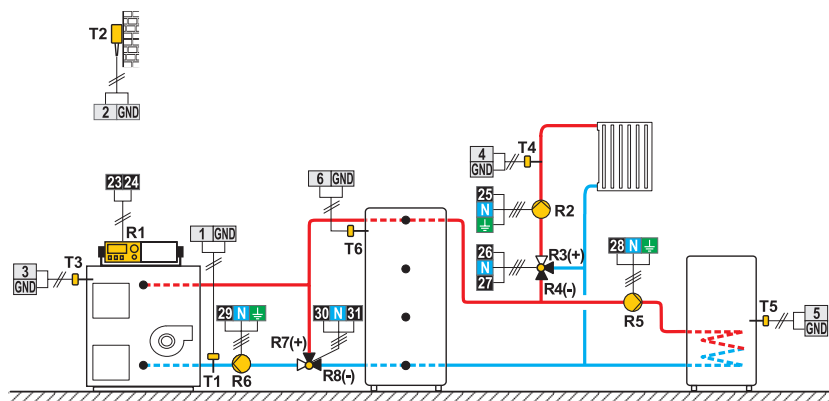 T2
2 GND
23 24
R1
1 GND
6 GND
4
GND
T4
25
N
R2
26
N
27
R3(+)
R4(-)
28 N
R5
T6
3
GND
T3
29 N
R6
T1
30 N 31
R7(+)
R8(-)
T5
5
GND